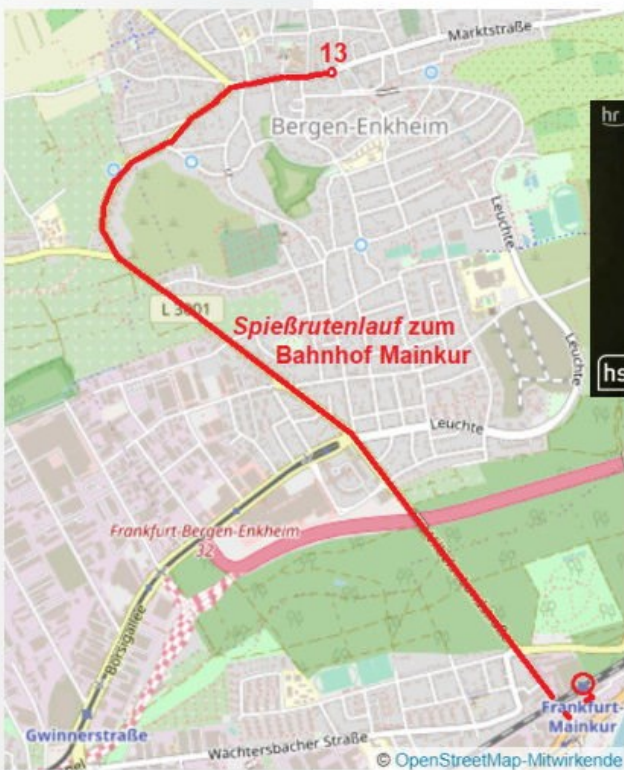 13
Marktstraße
Bergen-Enkheim
hr
Leuchte
L 3001
Spießrutenlauf zum
Bahnhof Mainkur
hs
Leuchte
Leuchte
Frankfurt-Bergen-Enkheim
32
Borsigallee
Frankfurt-
Mainkur
Gwinnerstraße
Wächtersbacher Straße
© OpenStreetMap-Mitwirkende